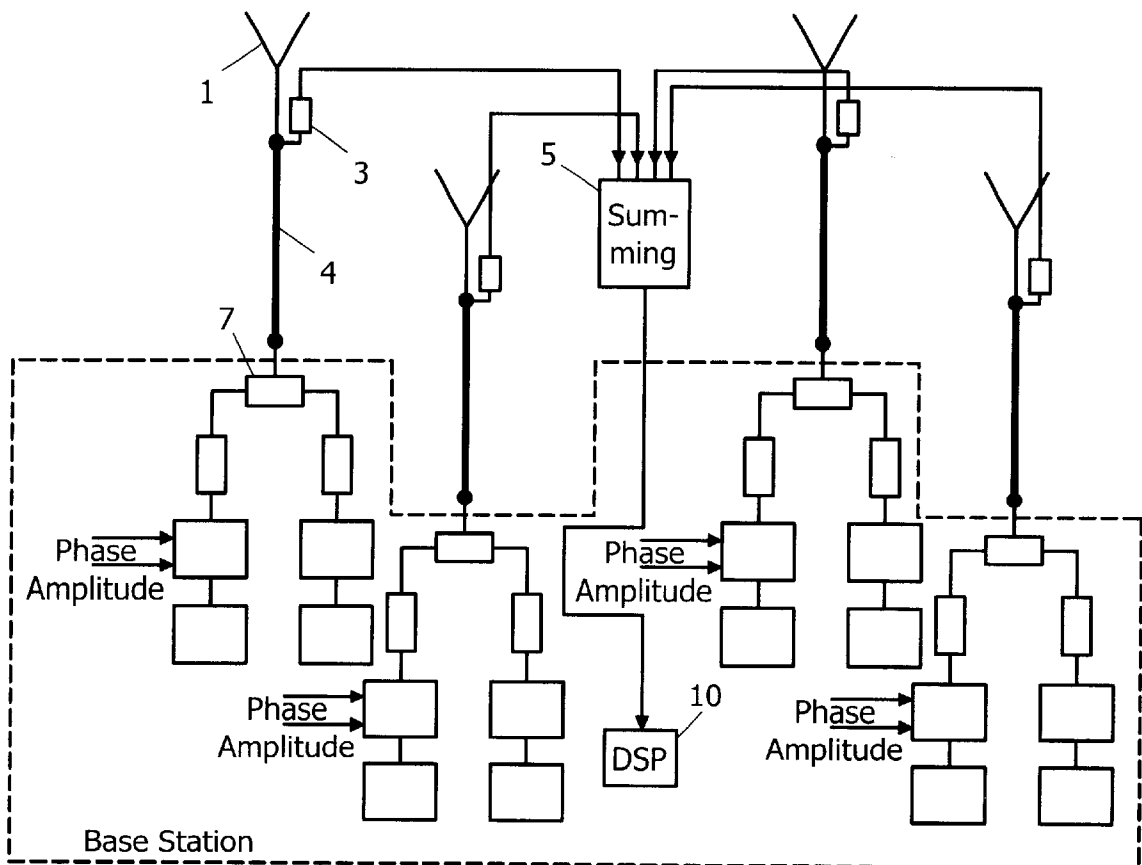 1
3
5
Sum-
ming
4
7
Phase
Amplitude
Phase
Amplitude
Phase
Amplitude
Phase
Amplitude
10
DSP
Base Station